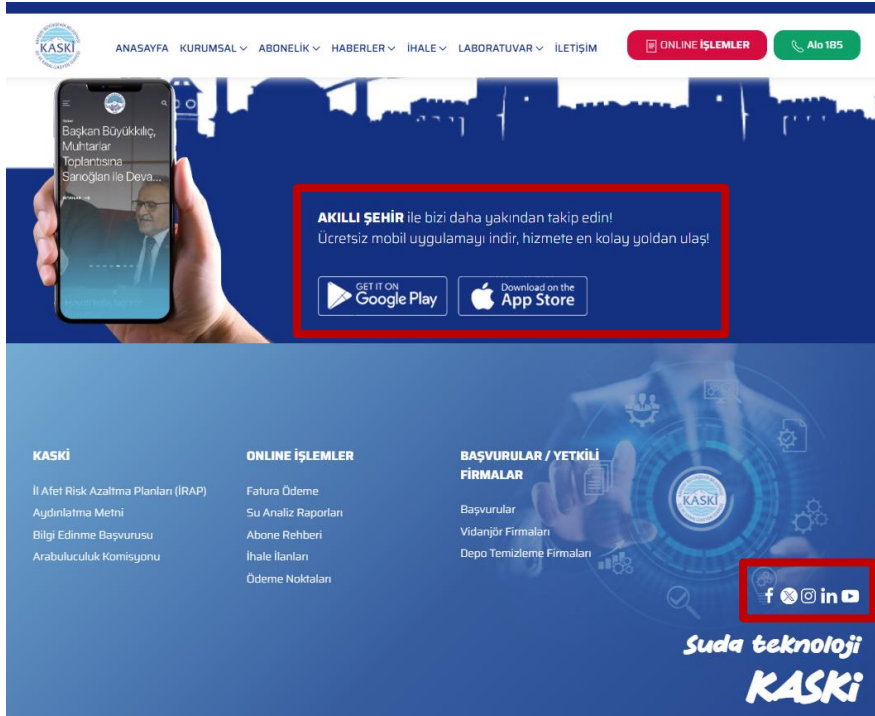 KASKİ
ANASAYFA KURUMSAL ABONELİK HABERLER İHALE LABORATUVAR İLETİŞİM
ONLINE İŞLEMLER
Alo 185
Başkan Büyükkılıç,
Muhtarlar
Toplantısına
Sarıoğlan ile Deva...
AKILLI ŞEHİR ile bizi daha yakından takip edin!
Ücretsiz mobil uygulamayı indir, hizmete en kolay yoldan ulaş!
GET IT ON
Google Play
Download on the
App Store
KASKİ
İl Afet Risk Azaltma Planları (İRAP)
Aydınlatma Metni
Bilgi Edinme Başvurusu
Arabuluculuk Komisyonu
ONLINE İŞLEMLER
Fatura Ödeme
Su Analiz Raporları
Abone Rehberi
İhale İlanları
Ödeme Noktaları
BAŞVURULAR / YETKİLİ
FİRMALAR
Başvurular
Vidanjör Firmaları
Depo Temizleme Firmaları
KASKİ
Suda teknoloji
KASKİ